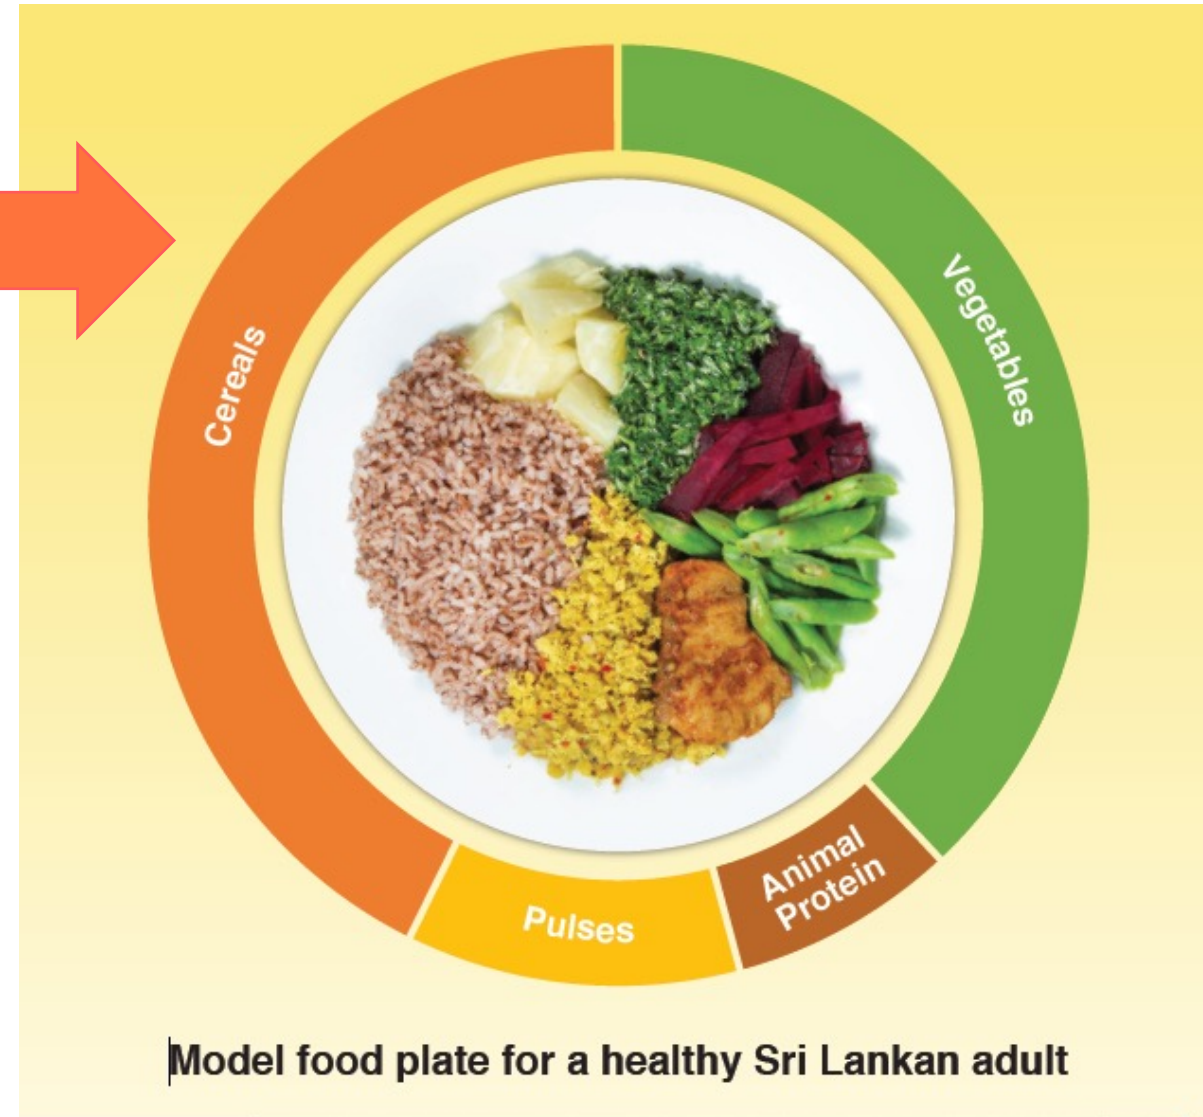 Cereals
Vegetables
Animal
Protein
Pulses
Model food plate for a healthy Sri Lankan adult